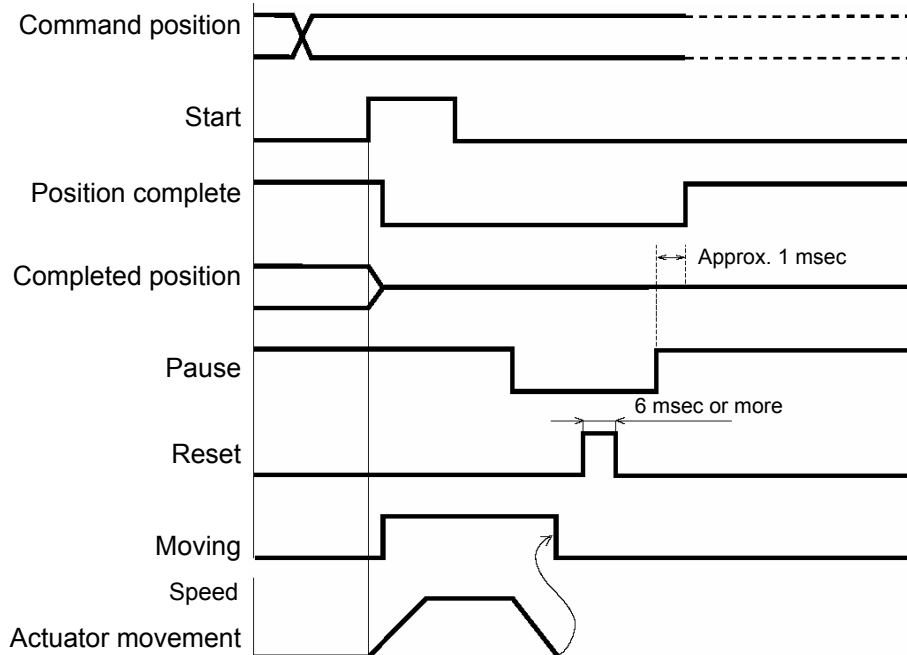 Command position
Start
Position complete
Approx. 1 msec
Completed position
Pause
6 msec or more
Reset
Moving
Speed
Actuator movement